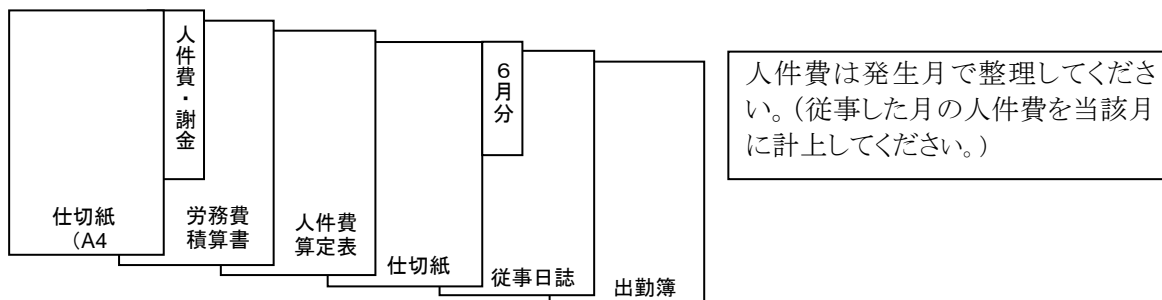 人件費・謝金
仕切紙
（A4
労務費
積算書
人件費
算定表
仕切紙
６月分
従事日誌
出勤簿
人件費は発生月で整理してくださ
い。（従事した月の人件費を当該月
に計上してください。）